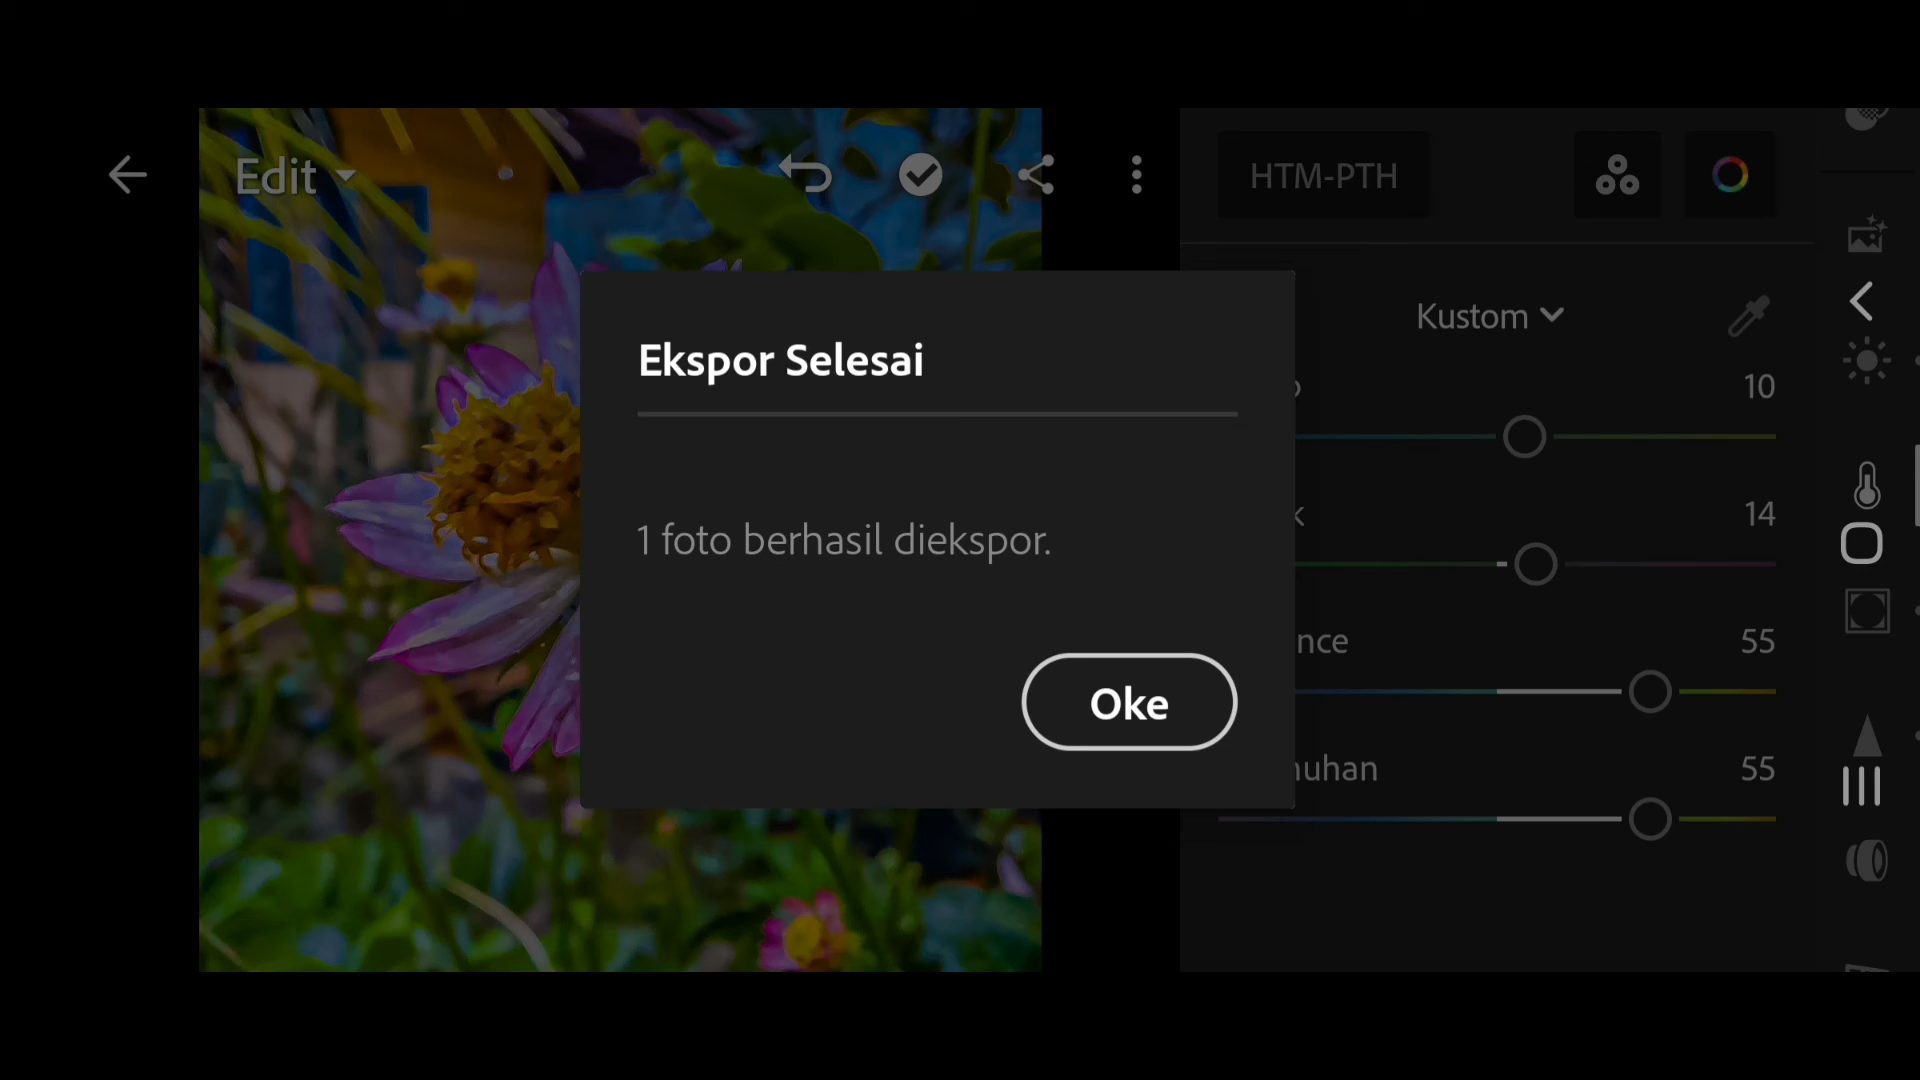 Edit
HTM-PTH
Kustom
Ekspor Selesai
10
14
1 foto berhasil diekspor.
nce 55
Oke
uhan 55